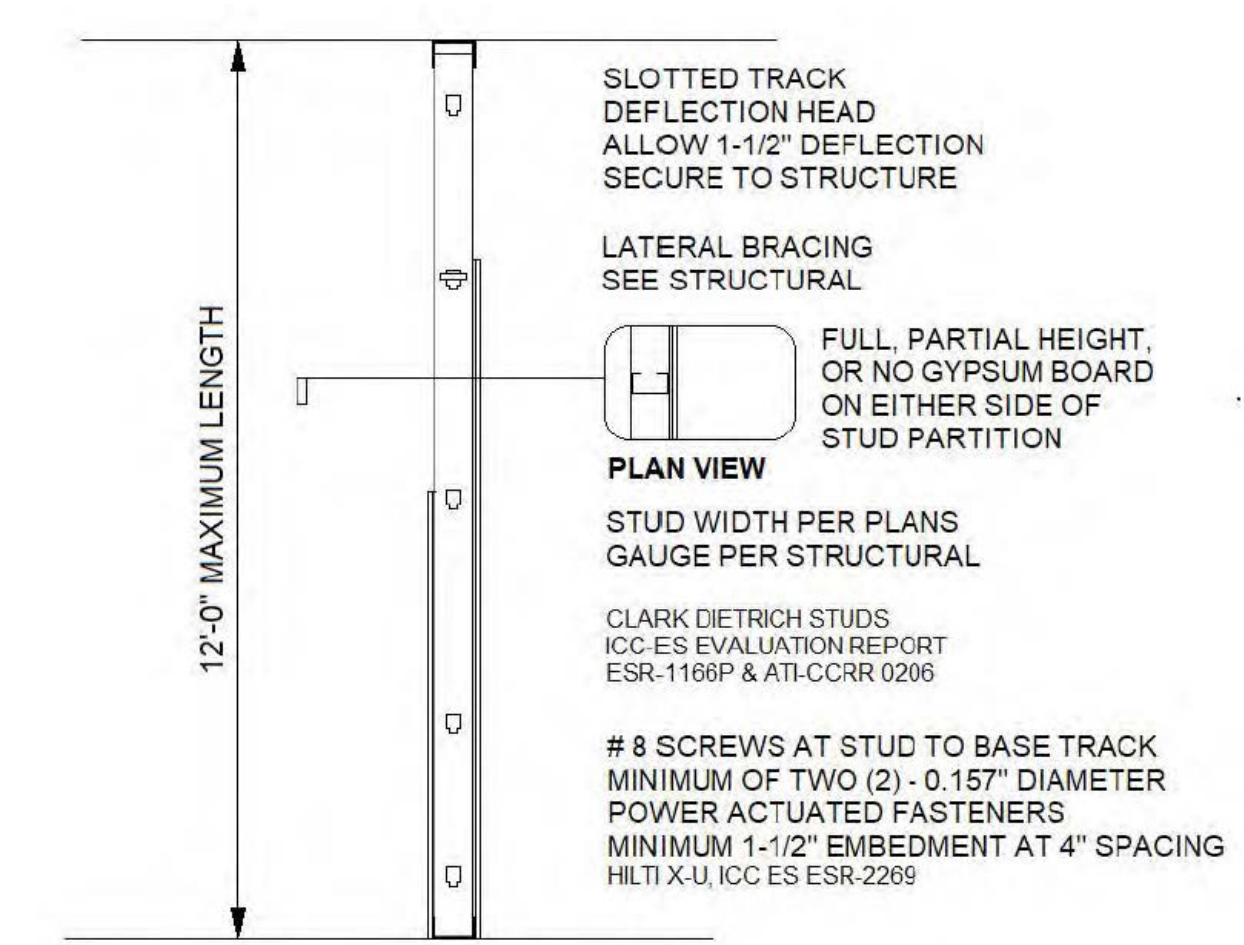 SLOTTED TRACK
DEFLECTION HEAD
ALLOW 1-1/2" DEFLECTION
SECURE TO STRUCTURE
LATERAL BRACING
SEE STRUCTURAL
12'-0" MAXIMUM LENGTH
FULL, PARTIAL HEIGHT,
OR NO GYPSUM BOARD
ON EITHER SIDE OF
STUD PARTITION
PLAN VIEW
STUD WIDTH PER PLANS
GAUGE PER STRUCTURAL
CLARK DIETRICH STUDS
ICC-ES EVALUATION REPORT
ESR-1166P & ATI-CCRR 0206
# 8 SCREWS AT STUD TO BASE TRACK
MINIMUM OF TWO (2) - 0.157" DIAMETER
POWER ACTUATED FASTENERS
MINIMUM 1-1/2" EMBEDMENT AT 4" SPACING
HILTI X-U, ICC ES ESR-2269